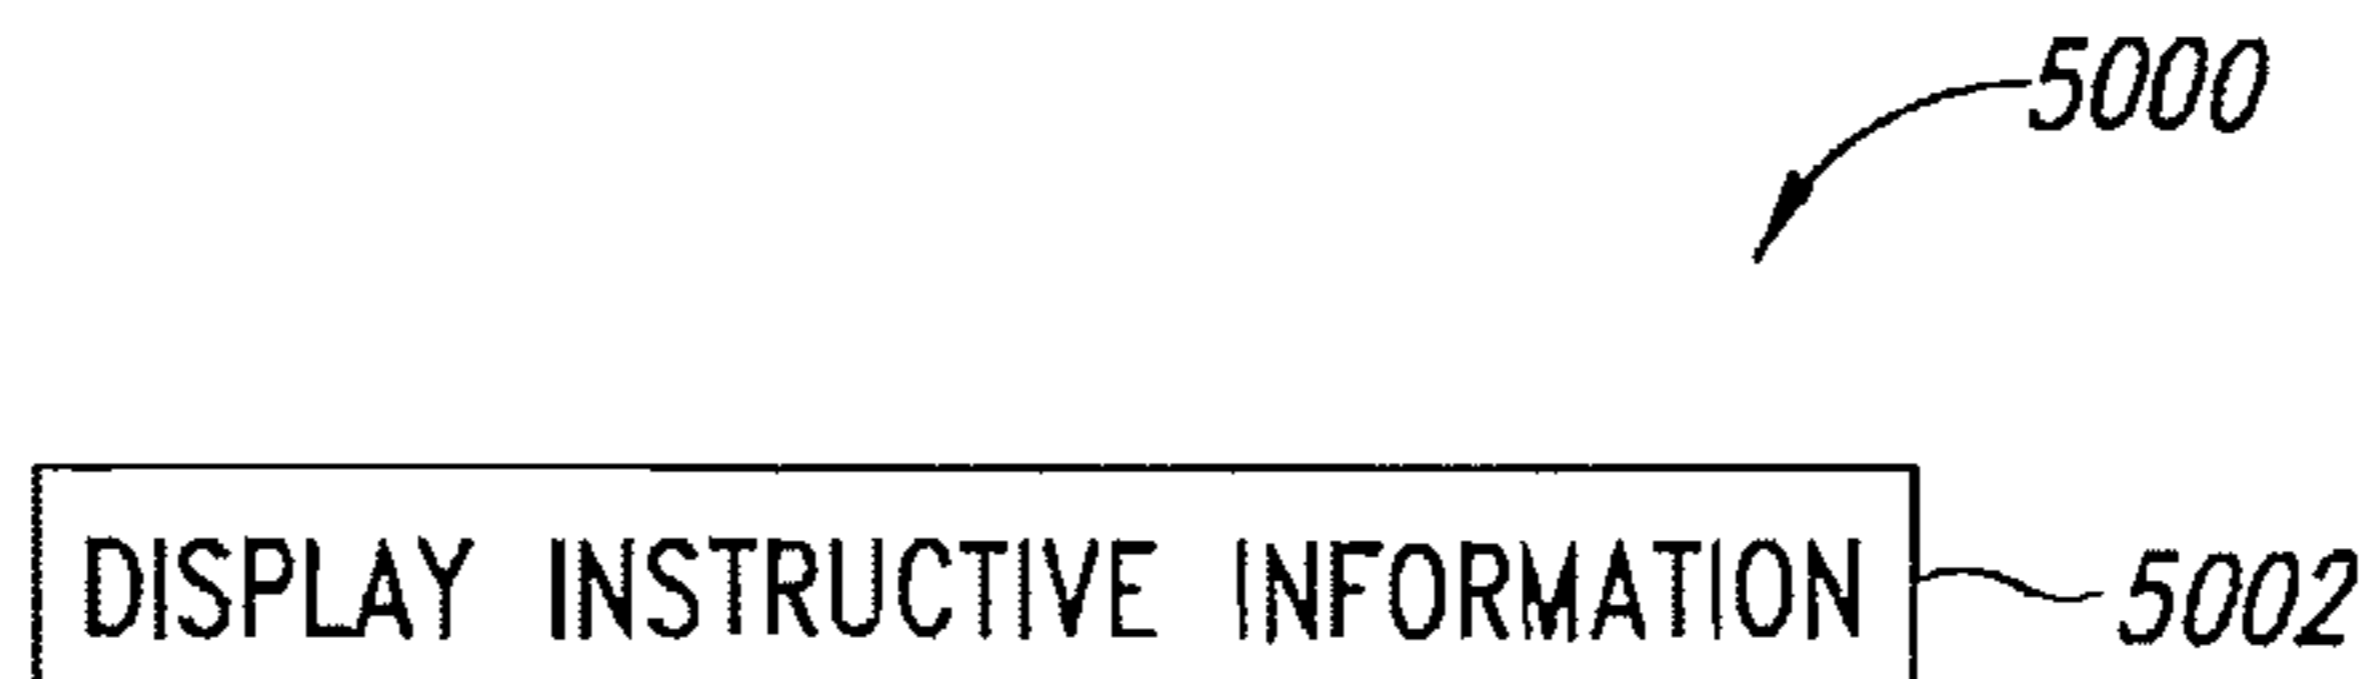 5000
DISPLAY INSTRUCTIVE INFORMATION 5002